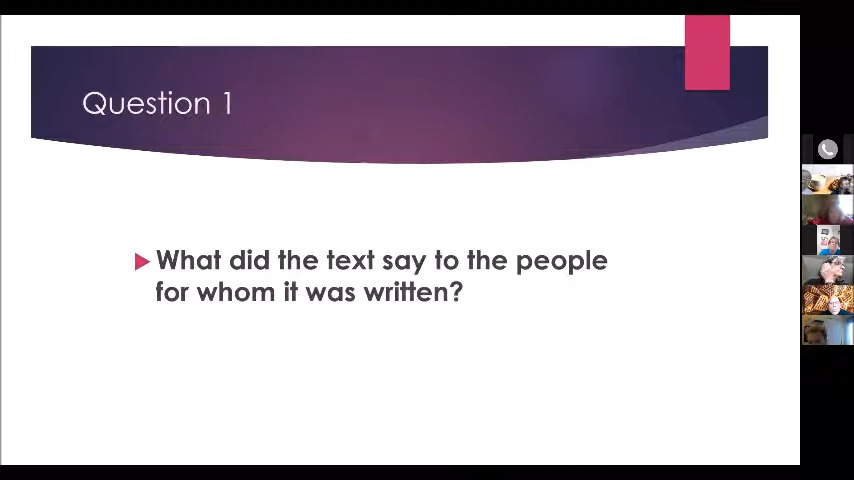 Question 1
What did the text say to the people
for whom it was written?